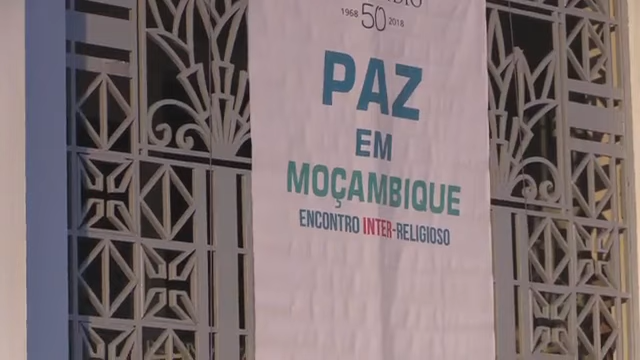 1968 50 2018
PAZ
EM
MOÇAMBIQUE
ENCONTRO INTER-RELIGIOSO